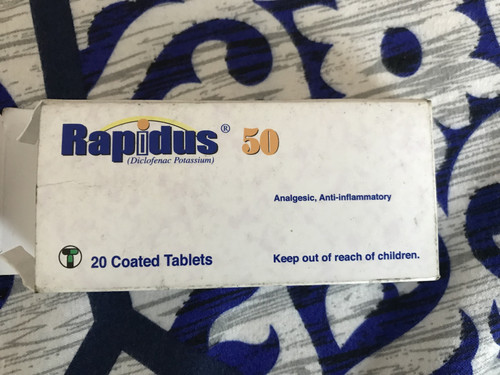 Rapidus® 50
(Diclofenac Potassium)
Analgesic, Anti-inflammatory
T
20 Coated Tablets
Keep out of reach of children.